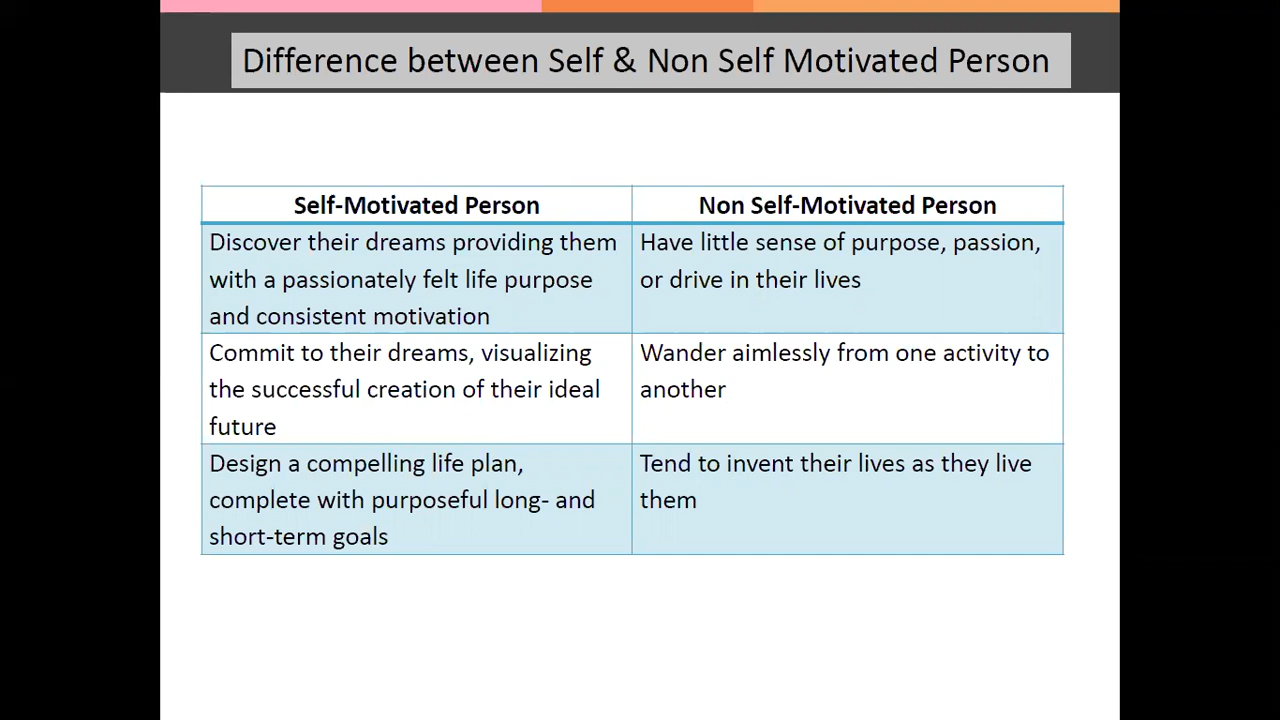 Difference between Self & Non Self Motivated Person
Self-Motivated Person
Non Self-Motivated Person
Discover their dreams providing them
with a passionately felt life purpose
and consistent motivation
Have little sense of purpose, passion,
or drive in their lives
Commit to their dreams, visualizing
the successful creation of their ideal
future
Wander aimlessly from one activity to
another
Design a compelling life plan,
complete with purposeful long- and
short-term goals
Tend to invent their lives as they live
them